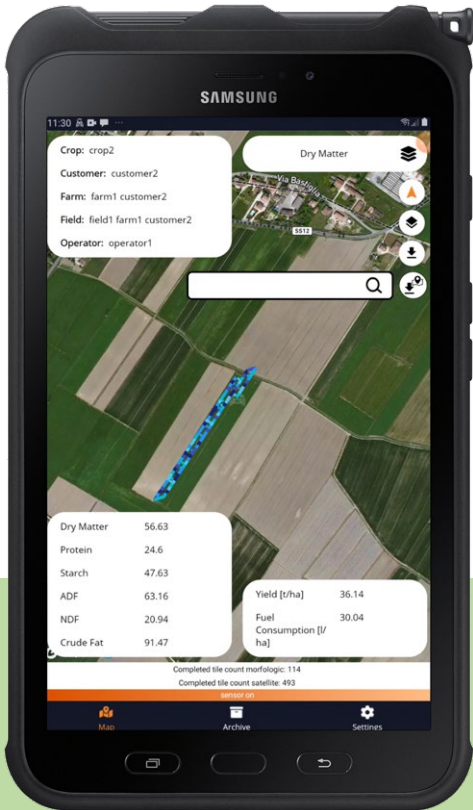 SAMSUNG
11:30
Crop: crop2
Customer: customer2
Farm: farm1 customer2
Field: field1 farm1 customer2
Operator: operator1
Dry Matter
Via Bastiglia
SS12
Dry Matter 56.63
Protein 24.6
Starch 47.63
ADF 63.16
NDF 20.94
Crude Fat 91.47
Yield [t/ha] 36.14
Fuel 30.04
Consumption [l/
ha]
Completed tile count morfologic: 114
Completed tile count satellite: 493
sensor on
Map Archive Settings